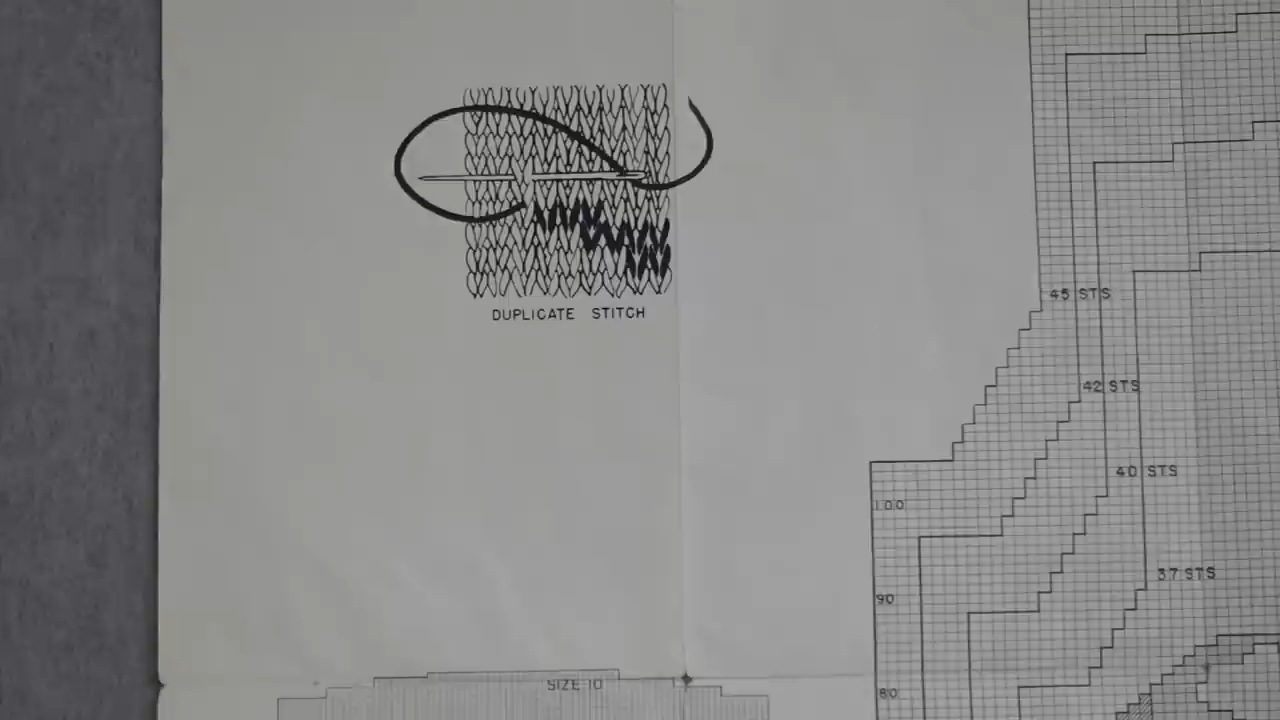 DUPLICATE STITCH
45 STS
42 STS
40 STS
100
37 STS
90
SIZE 10
80